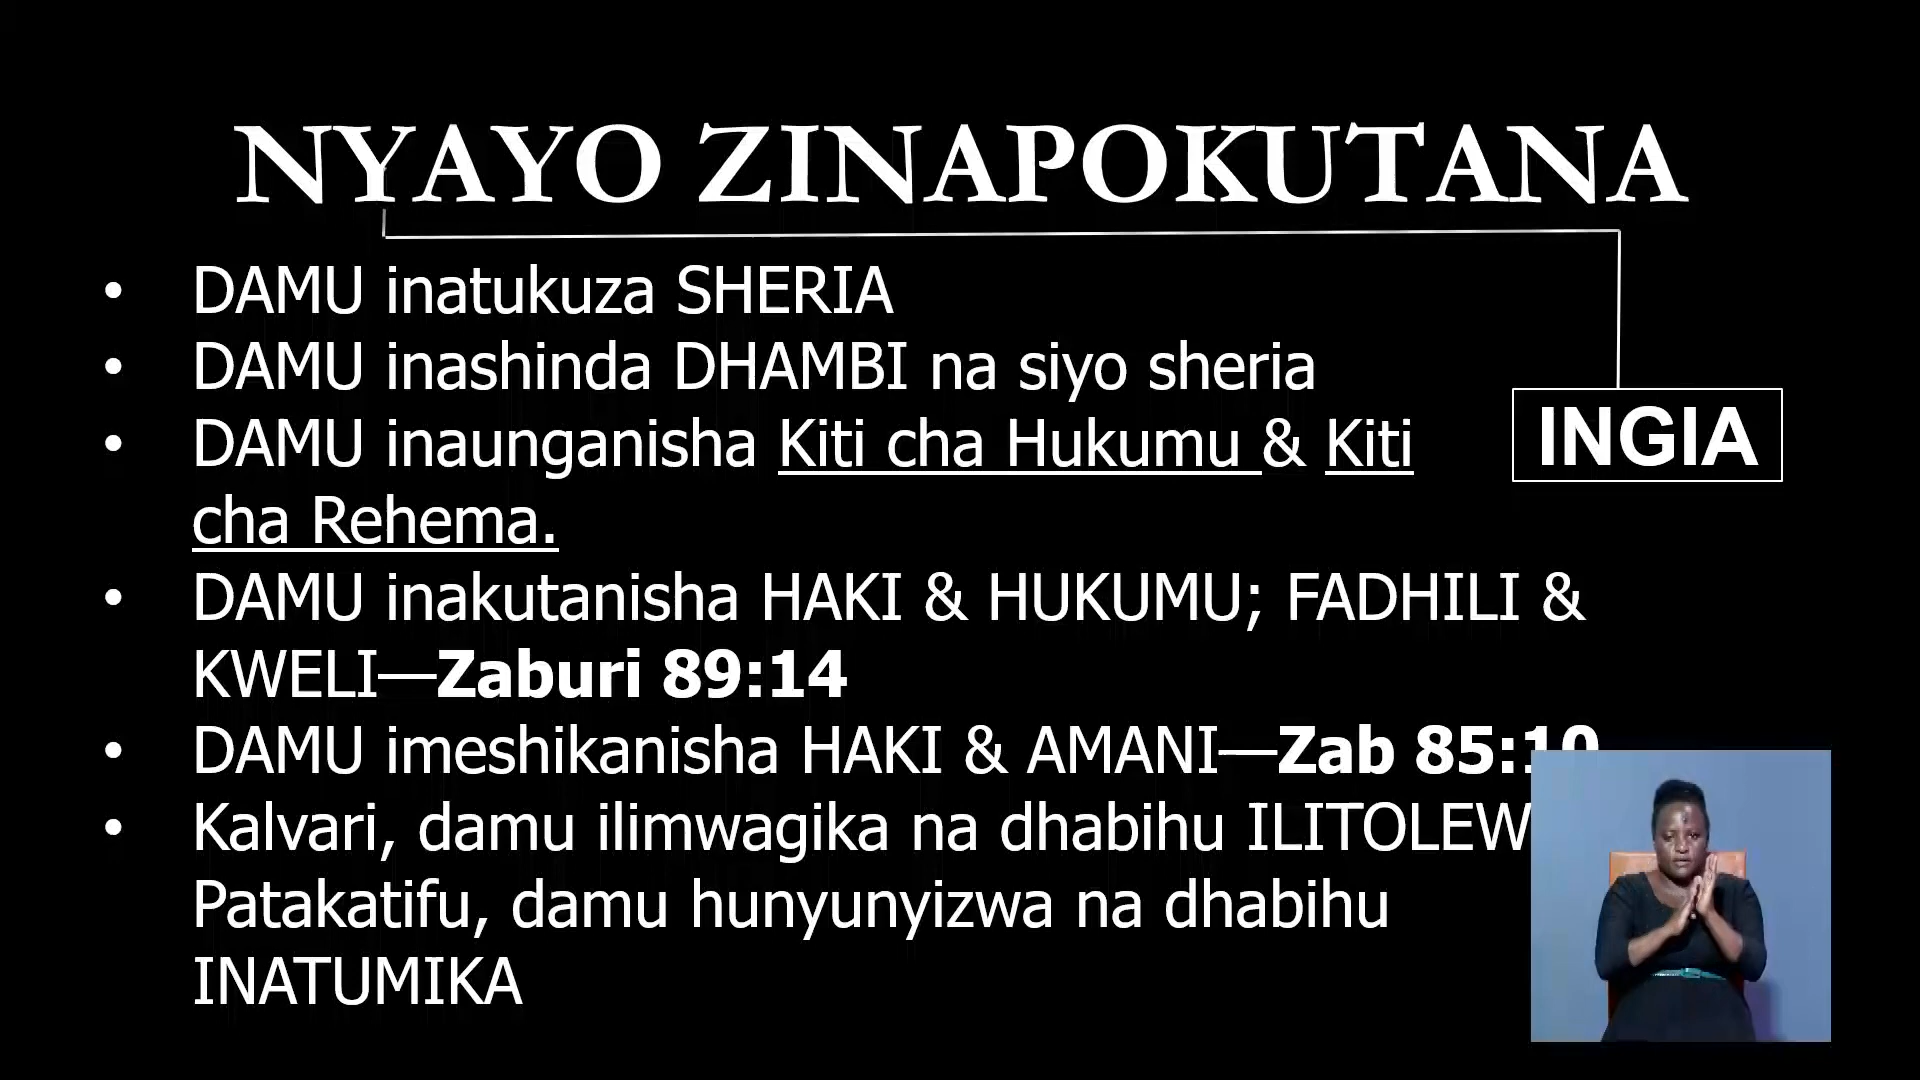 NYAYO ZINAPOKUTANA
• DAMU inatukuza SHERIA
• DAMU inashinda DHAMBI na siyo sheria
• DAMU inaunganisha Kiti cha Hukumu & Kiti
cha Rehema.
INGIA
• DAMU inakutanisha HAKI & HUKUMU; FADHILI &
KWELI—Zaburi 89:14
• DAMU imeshikanisha HAKI & AMANI—Zab 85:10
• Kalvari, damu ilimwagika na dhabihu
Patakatifu, damu hunyunyizwa na dhabihu
INATUMIKA